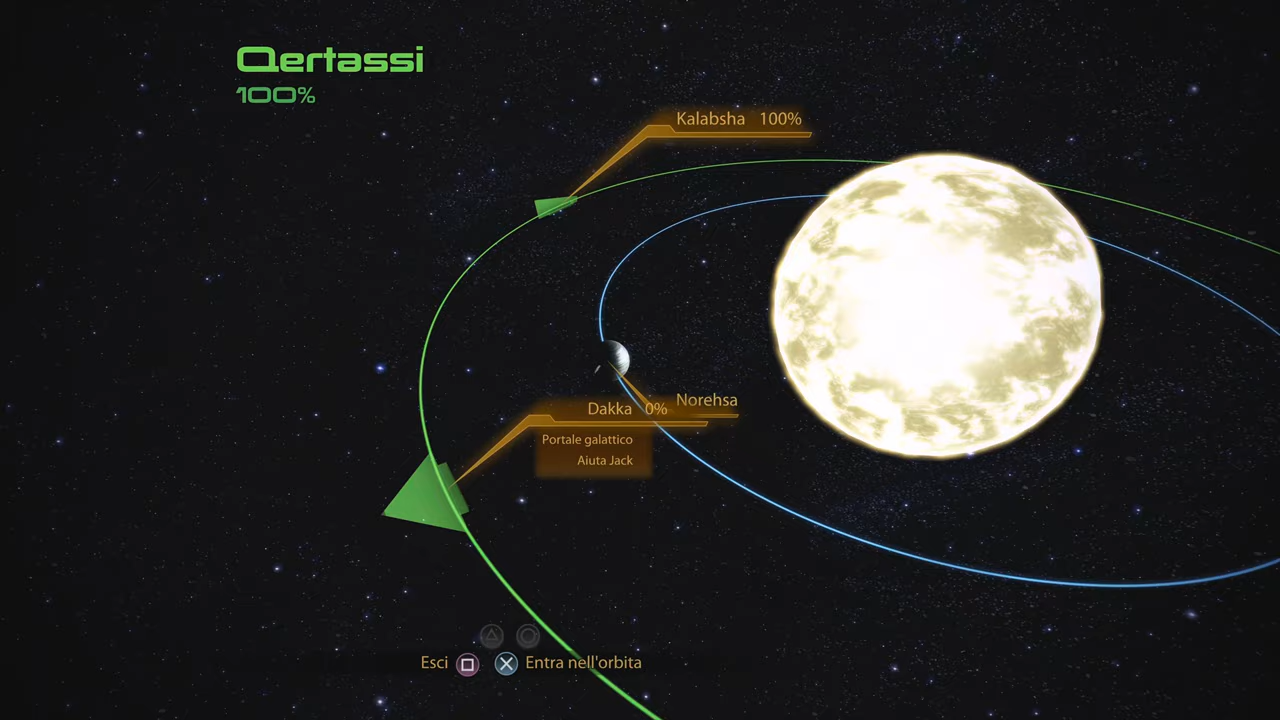 Qertassi
100%
Kalabsha 100%
Norehsa
Dakka 0%
Portale galattico
Aiuta Jack
Esci
Entra nell'orbita